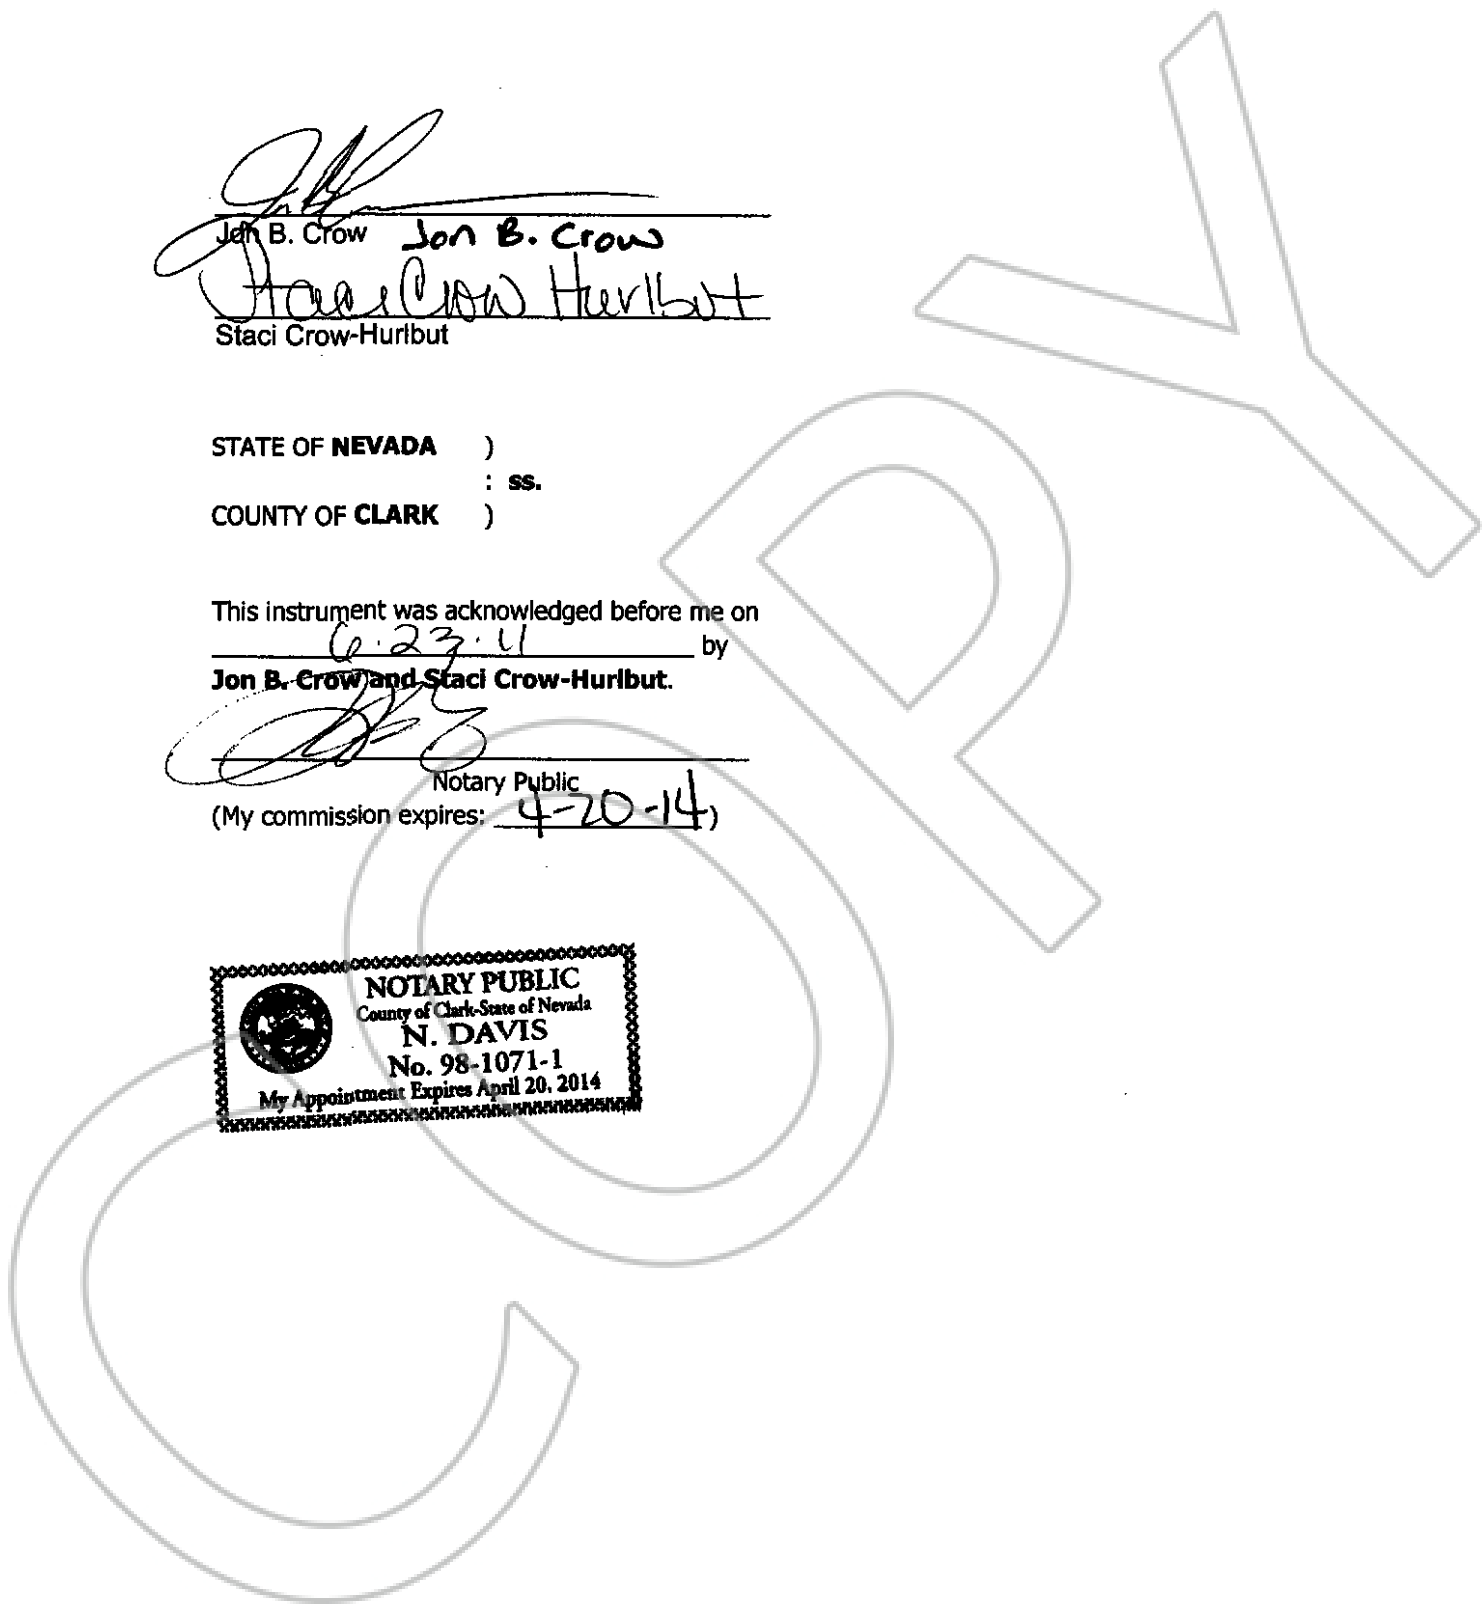 Jon B. Crow Jon B. Crow
Staci Crow Hurlbut
Staci Crow-Hurlbut
STATE OF NEVADA )
: ss.
COUNTY OF CLARK )
This instrument was acknowledged before me on
6.23.11 by
Jon B. Crow and Staci Crow-Hurlbut.
Notary Public
(My commission expires: 4-20-14)
NOTARY PUBLIC
County of Clark-State of Nevada
N. DAVIS
No. 98-1071-1
My Appointment Expires April 20, 2014
COPY